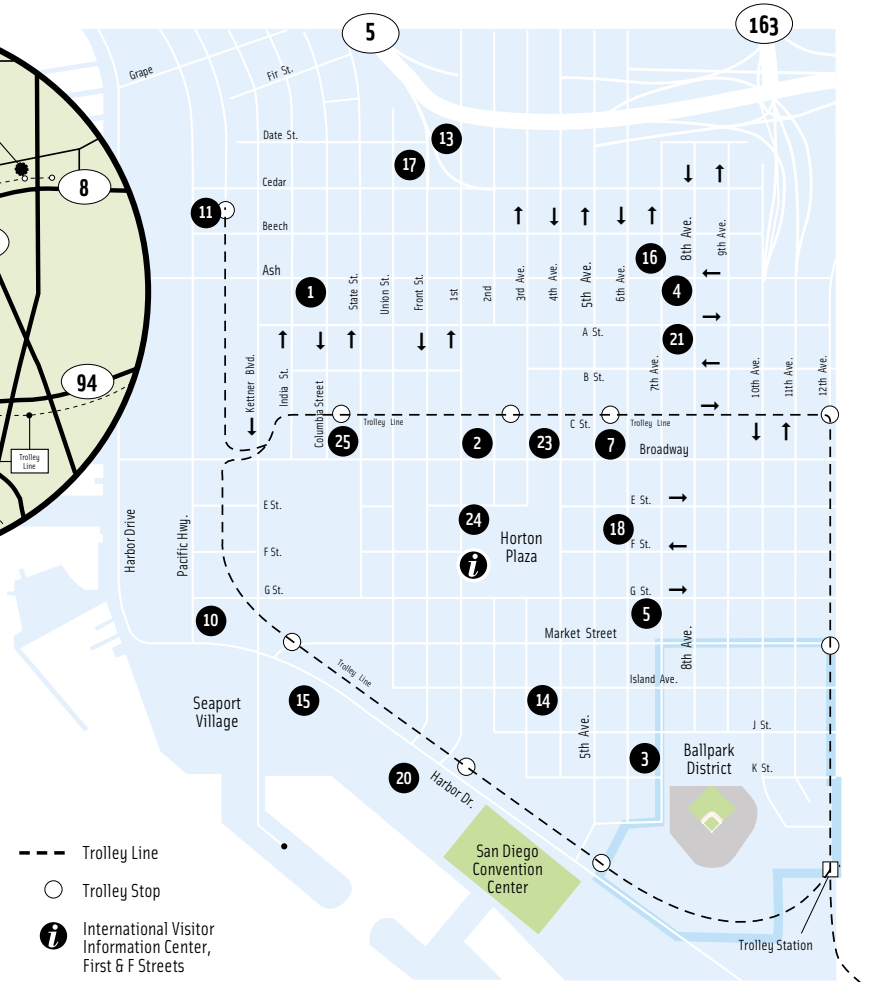 5
163
Grape
Fir St.
Date St.
13
17
Cedar
8
11
Beech
8th Ave.
9th Ave.
16
Ash
1
State St.
Union St.
Front St.
1st
2nd
3rd Ave.
4th Ave.
5th Ave.
6th Ave.
4
A St.
21
94
Kettner Blvd.
India St.
Columbia Street
B St.
7th Ave.
10th Ave.
11th Ave.
12th Ave.
Trolley Line
C St.
Trolley Line
25
2
23
7
Broadway
Trolley
Line
Harbor Drive
Pacific Hwy.
E St.
E St.
24
Horton
Plaza
18
F St.
F St.
i
G St.
G St.
10
5
Market Street
8th Ave.
Trolley Line
Island Ave.
Seaport
Village
15
14
5th Ave.
J St.
3
Ballpark
District
K St.
20
Harbor Dr.
San Diego
Convention
Center
Trolley Station
Trolley Line
Trolley Stop
i
International Visitor
Information Center,
First & F Streets